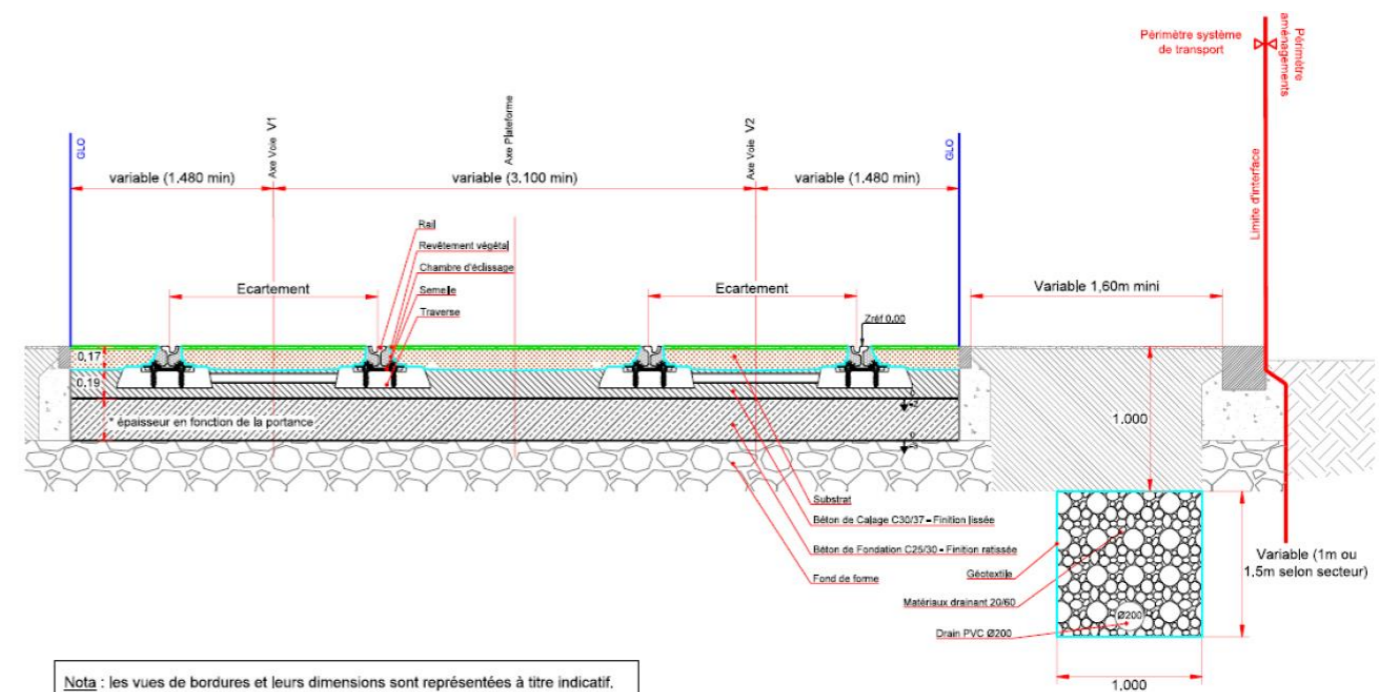 Périmètre système
de transport
Périmètre
aménagements
GLO
Axe Voie V1
Axe Plateforme
Axe Voie V2
GLO
Limite d'interface
variable (1,480 min)
variable (3,100 min)
variable (1,480 min)
Rail
Revêtement végétal
Chambre d'éclissage
Semelle
Traverse
Ecartement
Ecartement
Variable 1,60m mini
Zréf 0.00
0,17
0,19
* épaisseur en fonction de la portance
1,000
Substrat
Béton de Calage C30/37 - Finition lissée
Béton de Fondation C25/30 - Finition ratissée
Fond de forme
Géotextile
Matériaux drainant 20/60
Drain PVC Ø200
Ø200
Variable (1m ou
1,5m selon secteur)
1,000
Nota : les vues de bordures et leurs dimensions sont représentées à titre indicatif.